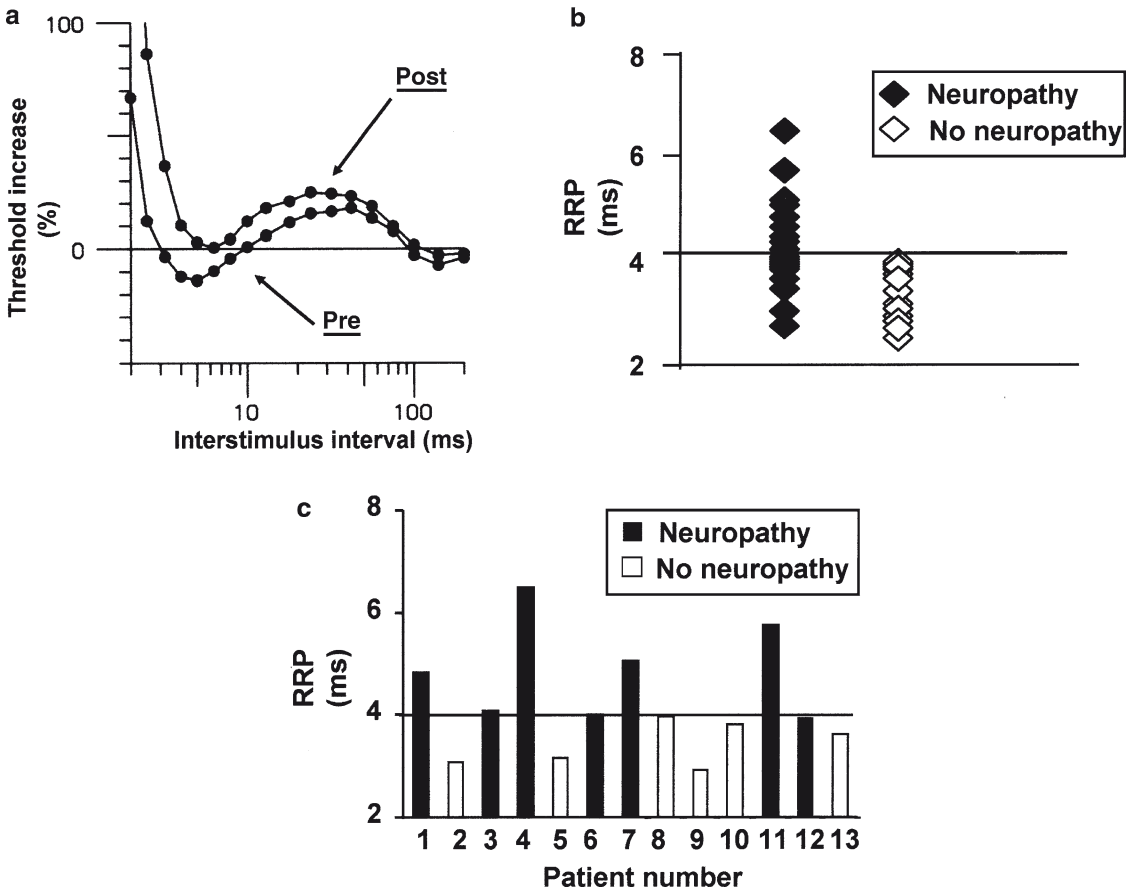 a
100
Post
Threshold increase
(%)
0
Pre
10
100
Interstimulus interval (ms)
b
8
Neuropathy
No neuropathy
6
RRP
(ms)
4
2
c
8
Neuropathy
No neuropathy
6
RRP
(ms)
4
2
1 2 3 4 5 6 7 8 9 10 11 12 13
Patient number